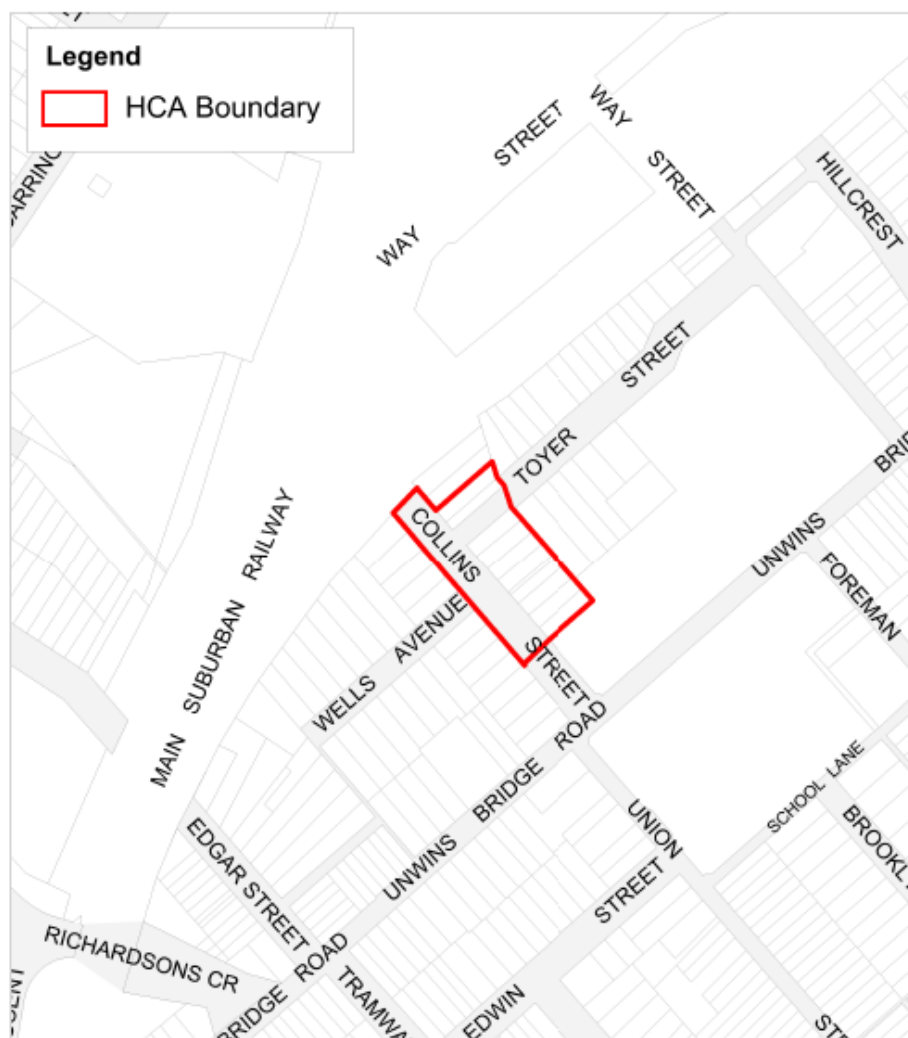 Legend
HCA Boundary
WAY STREET
WAY STREET
HILLCREST
TOYER STREET
COLLINS STREET
WELLS AVENUE
MAIN SUBURBAN RAILWAY
UNWINS BRIDGE ROAD
UNWINS
FOREMAN
UNION
SCHOOL LANE
EDGAR STREET
TRAMWA
RICHARDSONS CR
BRIDGE ROAD
EDWIN STREET